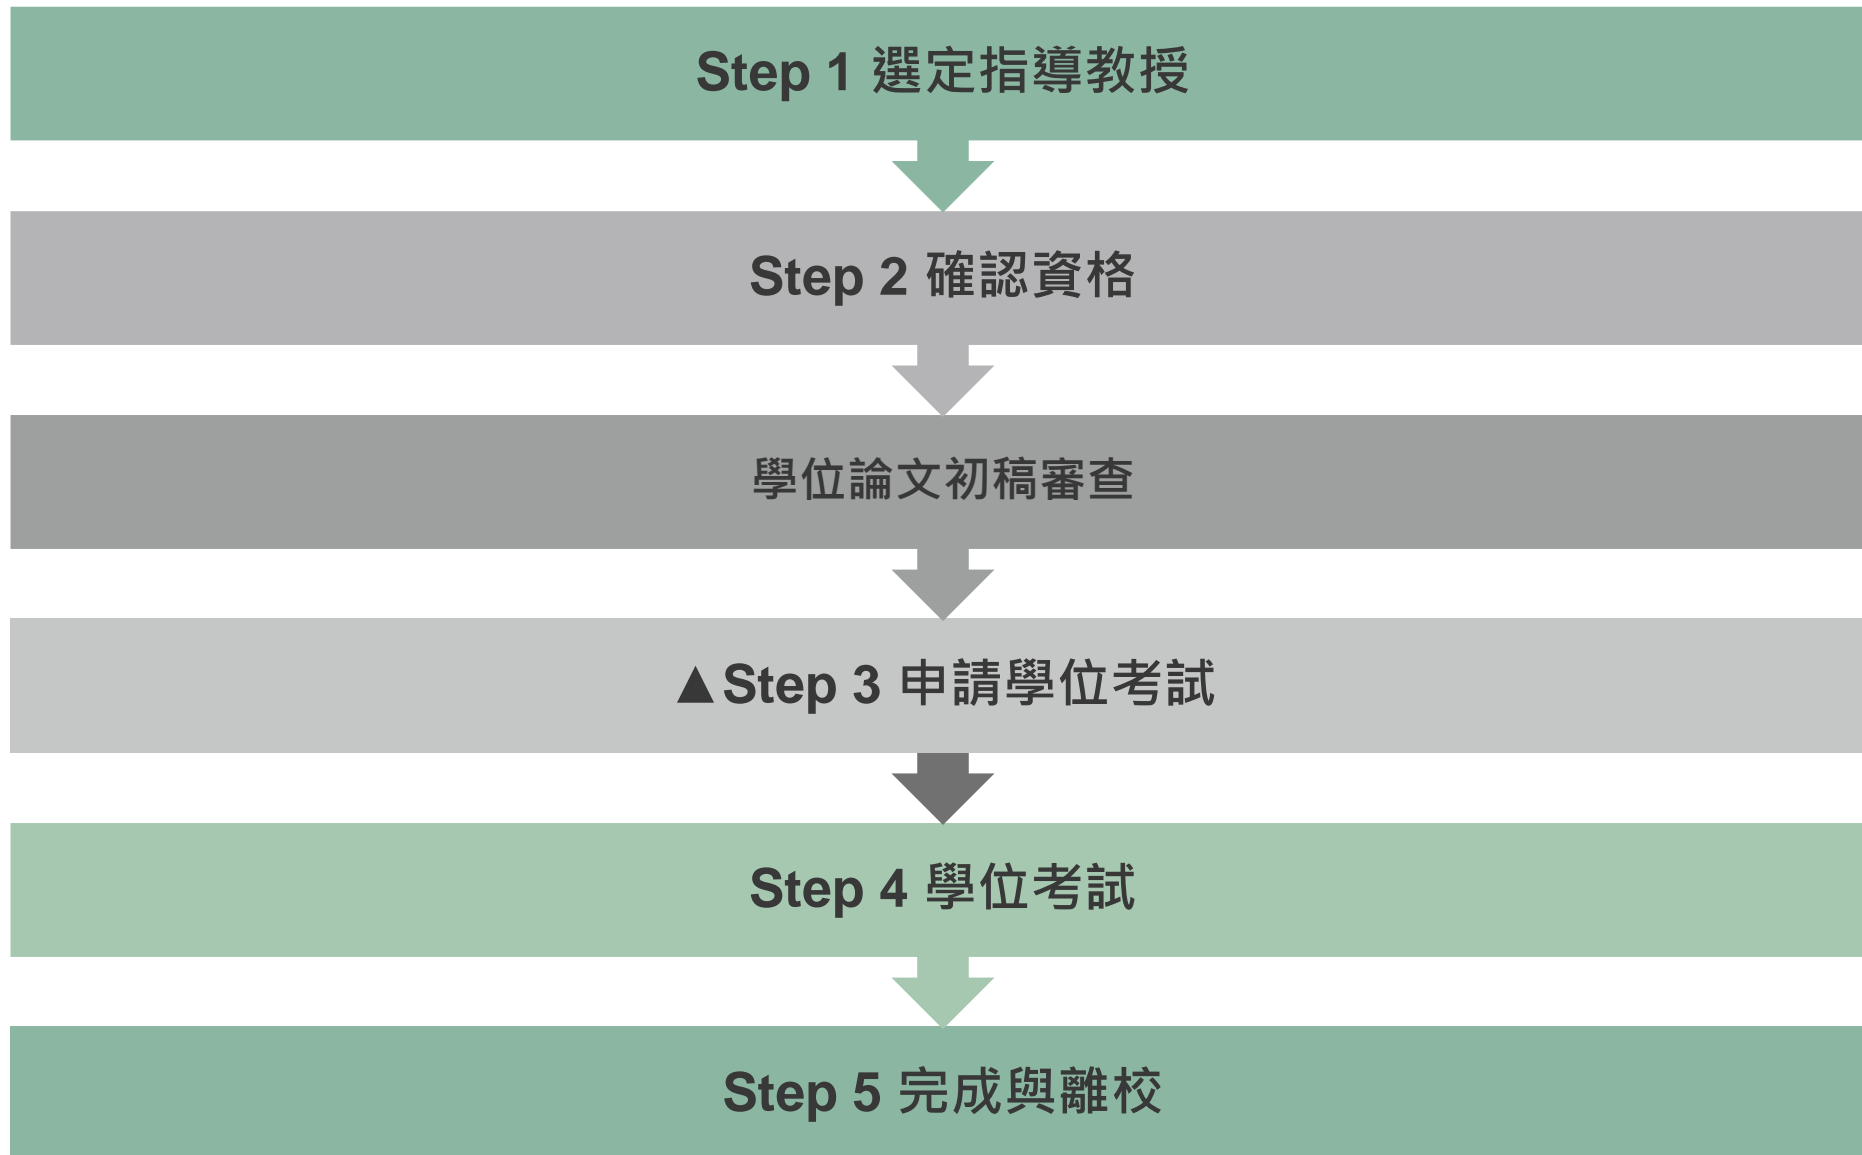 Step 1 選定指導教授
Step 2 確認資格
學位論文初稿審查
▲Step 3 申請學位考試
Step 4 學位考試
Step 5 完成與離校